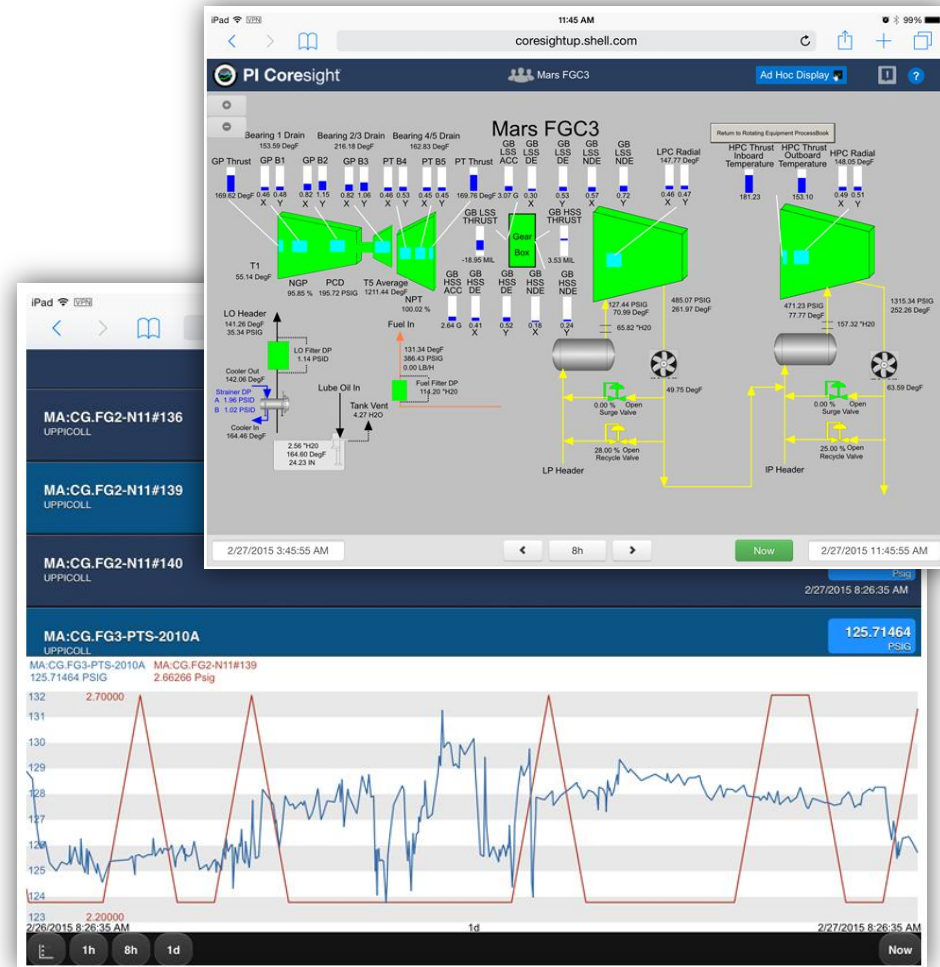 iPad VPN 11:45 AM 99%
coresightup.shell.com
PI Coresight Mars FGC3 Ad Hoc Display ! ?
Mars FGC3
Return to Rotating Equipment ProcessBook
Bearing 1 Drain Bearing 2/3 Drain Bearing 4/5 Drain
153.59 DegF 216.18 DegF 162.83 DegF
GP Thrust GP B1 GP B2 GP B3 PT B4 PT B5 PT Thrust
169.62 DegF 0.46 0.48 0.82 1.15 0.82 1.06 0.46 0.53 0.45 0.45 169.76 DegF
X Y X Y X Y X Y X Y
GB LSS ACC
GB LSS DE
GB LSS DE
GB LSS NDE
GB LSS NDE
3.07 G 0.30 0.53 0.57 0.72
X Y X Y
LPC Radial
147.77 DegF
0.46 0.47
X Y
HPC Thrust Inboard Temperature
181.23
HPC Thrust Outboard Temperature
153.10
HPC Radial
148.05 DegF
0.49 0.51
X Y
GB LSS THRUST
-18.95 MIL
Gear Box
GB HSS THRUST
3.53 MIL
GB HSS ACC
GB HSS DE
GB HSS DE
GB HSS NDE
GB HSS NDE
2.64 G 0.41 0.52 0.18 0.24
X Y X Y
T1
55.14 DegF
NGP
95.85 %
PCD
195.72 PSIG
T5 Average
1211.44 DegF
NPT
100.02 %
LO Header
141.26 DegF
35.34 PSIG
LO Filter DP
1.14 PSID
Cooler Out
142.06 DegF
Strainer DP
A 1.96 PSID
B 1.02 PSID
Cooler In
164.46 DegF
Lube Oil In
2.56 "H20
164.60 DegF
24.23 IN
Tank Vent
4.27 H2O
Fuel In
131.34 DegF
386.43 PSIG
0.00 LB/H
Fuel Filter DP
114.20 "H20
127.44 PSIG
70.99 DegF
65.82 "H20
485.07 PSIG
261.97 DegF
49.75 DegF
0.00 % Open
Surge Valve
28.00 % Open
Recycle Valve
LP Header
471.23 PSIG
77.77 DegF
157.32 "H20
1315.34 PSIG
252.26 DegF
63.59 DegF
0.00 % Open
Surge Valve
25.00 % Open
Recycle Valve
IP Header
2/27/2015 3:45:55 AM 8h Now 2/27/2015 11:45:55 AM
iPad VPN
MA:CG.FG2-N11#136
UPPICOLL
MA:CG.FG2-N11#139
UPPICOLL
MA:CG.FG2-N11#140
UPPICOLL
Psig
2/27/2015 8:26:35 AM
MA:CG.FG3-PTS-2010A 125.71464
UPPICOLL PSIG
MA:CG.FG3-PTS-2010A MA:CG.FG2-N11#139
125.71464 PSIG 2.66266 Psig
132 2.70000
131
130
129
128
127
126
125
124
123 2.20000
2/26/2015 8:26:35 AM 1d 2/27/2015 8:26:35 AM
1h 8h 1d Now